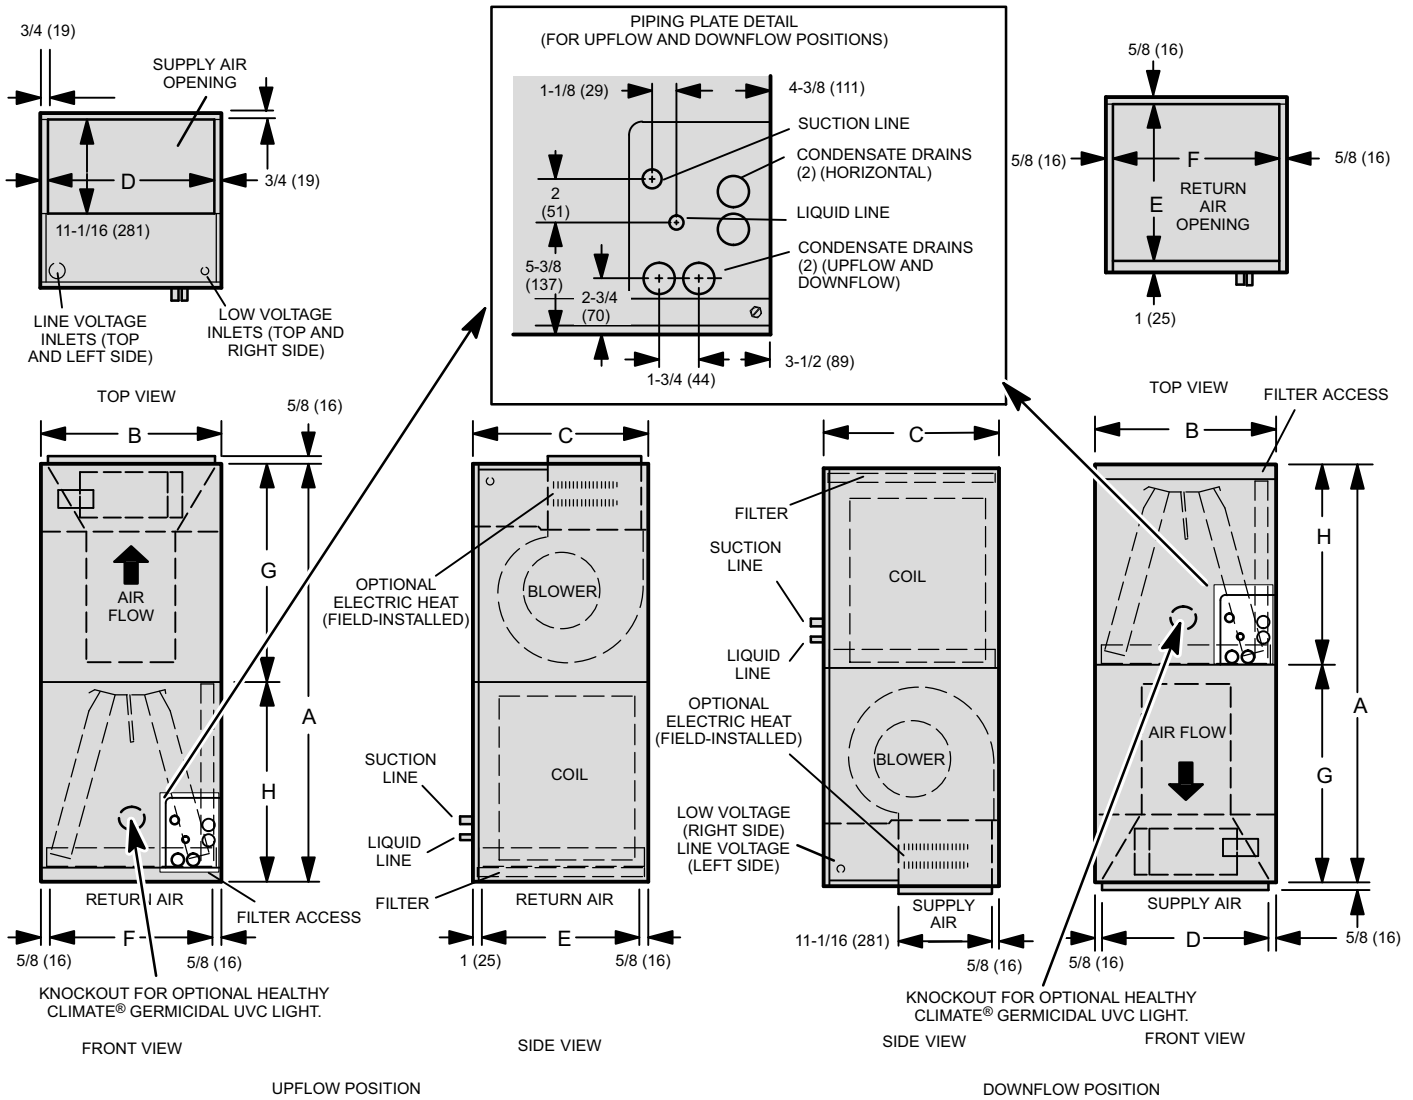 3/4 (19)
SUPPLY AIR
OPENING
D
3/4 (19)
11-1/16 (281)
LINE VOLTAGE
INLETS (TOP
AND LEFT SIDE)
LOW VOLTAGE
INLETS (TOP AND
RIGHT SIDE)
TOP VIEW
PIPING PLATE DETAIL
(FOR UPFLOW AND DOWNFLOW POSITIONS)
1-1/8 (29)
4-3/8 (111)
SUCTION LINE
CONDENSATE DRAINS
(2) (HORIZONTAL)
2
(51)
LIQUID LINE
CONDENSATE DRAINS
(2) (UPFLOW AND
DOWNFLOW)
5-3/8
(137)
2-3/4
(70)
3-1/2 (89)
1-3/4 (44)
5/8 (16)
5/8 (16)
F
5/8 (16)
E
RETURN
AIR
OPENING
1 (25)
TOP VIEW
5/8 (16)
B
G
AIR
FLOW
A
H
RETURN AIR
FILTER ACCESS
F
5/8 (16)
5/8 (16)
KNOCKOUT FOR OPTIONAL HEALTHY
CLIMATE® GERMICIDAL UVC LIGHT.
FRONT VIEW
C
OPTIONAL
ELECTRIC HEAT
(FIELD-INSTALLED)
BLOWER
SUCTION
LINE
COIL
LIQUID
LINE
FILTER
RETURN AIR
E
1 (25)
5/8 (16)
SIDE VIEW
UPFLOW POSITION
C
FILTER
SUCTION
LINE
COIL
LIQUID
LINE
OPTIONAL
ELECTRIC HEAT
(FIELD-INSTALLED)
BLOWER
LOW VOLTAGE
(RIGHT SIDE)
LINE VOLTAGE
(LEFT SIDE)
SUPPLY
AIR
11-1/16 (281)
5/8 (16)
SIDE VIEW
FILTER ACCESS
B
H
A
AIR FLOW
G
SUPPLY AIR
D
5/8 (16)
5/8 (16)
KNOCKOUT FOR OPTIONAL HEALTHY
CLIMATE® GERMICIDAL UVC LIGHT.
FRONT VIEW
DOWNFLOW POSITION